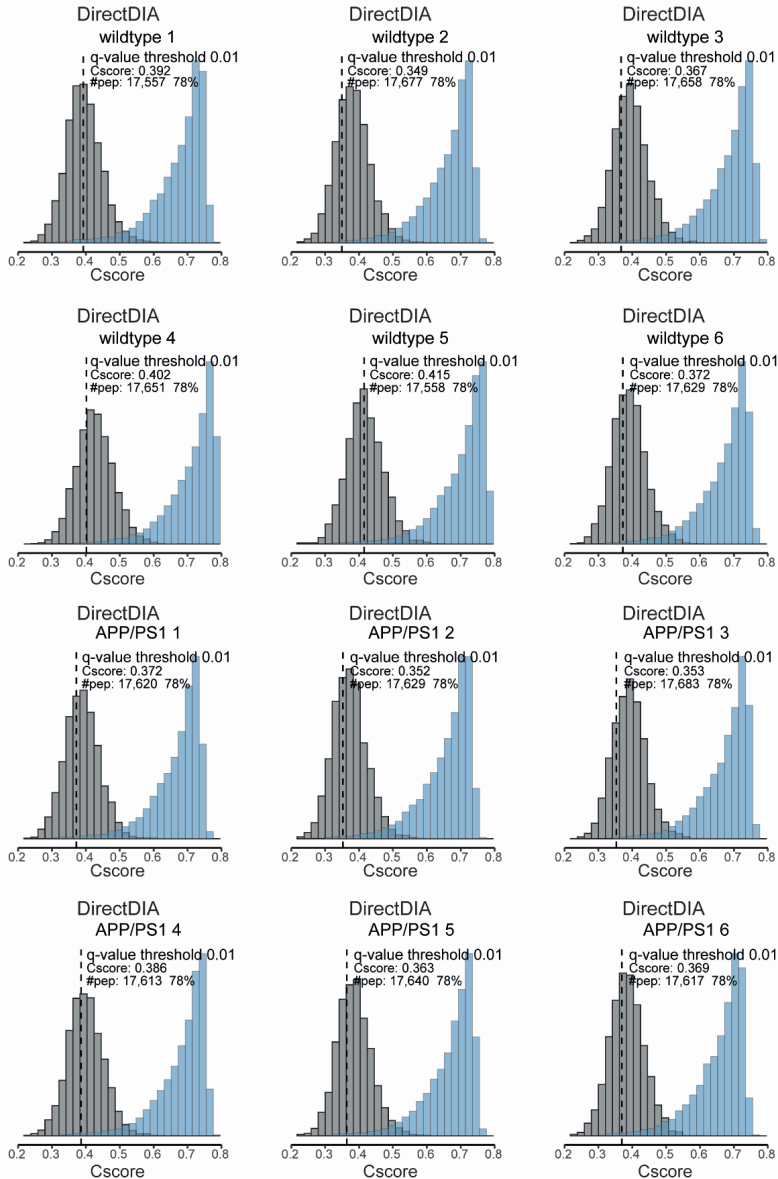 DirectDIA
wildtype 1
q-value threshold 0.01
Cscore: 0.392
#pep: 17,557 78%
0.2 0.3 0.4 0.5 0.6 0.7 0.8
Cscore
DirectDIA
wildtype 2
q-value threshold 0.01
Cscore: 0.349
#pep: 17,677 78%
0.2 0.3 0.4 0.5 0.6 0.7 0.8
Cscore
DirectDIA
wildtype 3
q-value threshold 0.01
Cscore: 0.367
#pep: 17,658 78%
0.2 0.3 0.4 0.5 0.6 0.7 0.8
Cscore
DirectDIA
wildtype 4
q-value threshold 0.01
Cscore: 0.402
#pep: 17,651 78%
0.2 0.3 0.4 0.5 0.6 0.7 0.8
Cscore
DirectDIA
wildtype 5
q-value threshold 0.01
Cscore: 0.415
#pep: 17,558 78%
0.2 0.3 0.4 0.5 0.6 0.7 0.8
Cscore
DirectDIA
wildtype 6
q-value threshold 0.01
Cscore: 0.372
#pep: 17,629 78%
0.2 0.3 0.4 0.5 0.6 0.7 0.8
Cscore
DirectDIA
APP/PS1 1
q-value threshold 0.01
Cscore: 0.372
#pep: 17,620 78%
0.2 0.3 0.4 0.5 0.6 0.7 0.8
Cscore
DirectDIA
APP/PS1 2
q-value threshold 0.01
Cscore: 0.352
#pep: 17,629 78%
0.2 0.3 0.4 0.5 0.6 0.7 0.8
Cscore
DirectDIA
APP/PS1 3
q-value threshold 0.01
Cscore: 0.353
#pep: 17,683 78%
0.2 0.3 0.4 0.5 0.6 0.7 0.8
Cscore
DirectDIA
APP/PS1 4
q-value threshold 0.01
Cscore: 0.386
#pep: 17,613 78%
0.2 0.3 0.4 0.5 0.6 0.7 0.8
Cscore
DirectDIA
APP/PS1 5
q-value threshold 0.01
Cscore: 0.363
#pep: 17,640 78%
0.2 0.3 0.4 0.5 0.6 0.7 0.8
Cscore
DirectDIA
APP/PS1 6
q-value threshold 0.01
Cscore: 0.369
#pep: 17,617 78%
0.2 0.3 0.4 0.5 0.6 0.7 0.8
Cscore